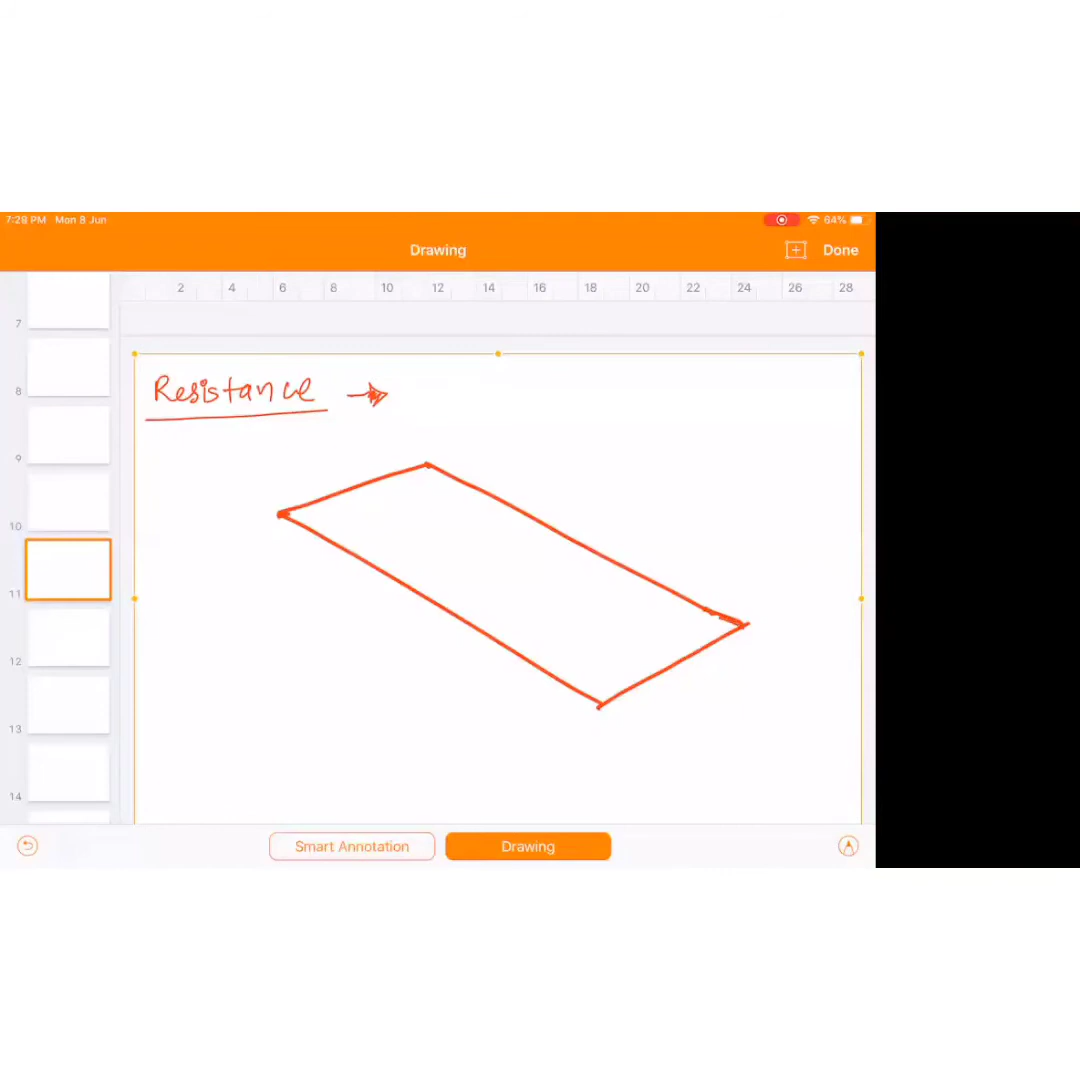 7:29 PM Mon 8 Jun
64%
Drawing
Done
2 4 6 8 10 12 14 16 18 20 22 24 26 28
Resistance
7
8
9
10
11
12
13
14
Smart Annotation
Drawing